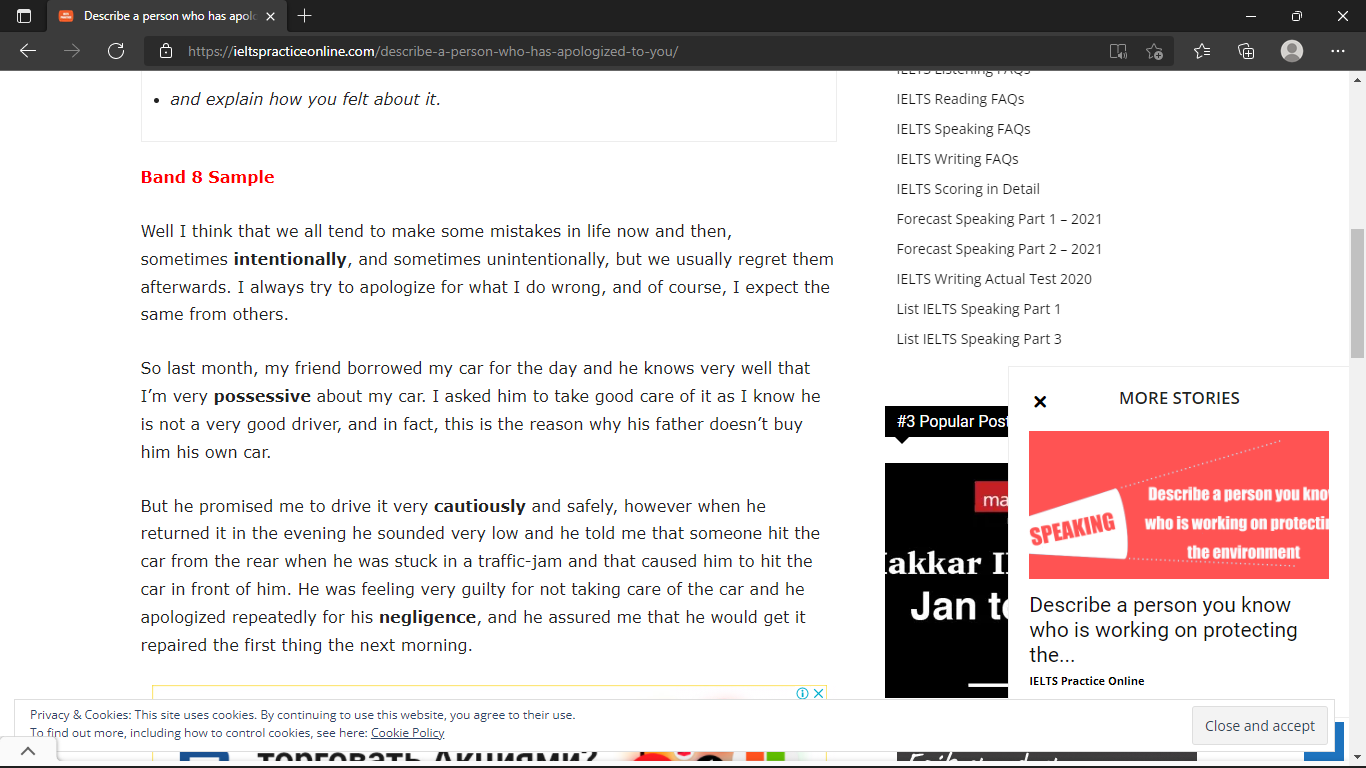 Describe a person who has apol
https://ieltspracticeonline.com/describe-a-person-who-has-apologized-to-you/
and explain how you felt about it.
Band 8 Sample
Well I think that we all tend to make some mistakes in life now and then,
sometimes intentionally, and sometimes unintentionally, but we usually regret them
afterwards. I always try to apologize for what I do wrong, and of course, I expect the
same from others.
So last month, my friend borrowed my car for the day and he knows very well that
I’m very possessive about my car. I asked him to take good care of it as I know he
is not a very good driver, and in fact, this is the reason why his father doesn’t buy
him his own car.
But he promised me to drive it very cautiously and safely, however when he
returned it in the evening he sounded very low and he told me that someone hit the
car from the rear when he was stuck in a traffic-jam and that caused him to hit the
car in front of him. He was feeling very guilty for not taking care of the car and he
apologized repeatedly for his negligence, and he assured me that he would get it
repaired the first thing the next morning.
IELTS Listening FAQs
IELTS Reading FAQs
IELTS Speaking FAQs
IELTS Writing FAQs
IELTS Scoring in Detail
Forecast Speaking Part 1 – 2021
Forecast Speaking Part 2 – 2021
IELTS Writing Actual Test 2020
List IELTS Speaking Part 1
List IELTS Speaking Part 3
#3 Popular Post
ma
akkar I
Jan to
MORE STORIES
SPEAKING
Describe a person you kno
who is working on protecti
the environment
Describe a person you know
who is working on protecting
the...
IELTS Practice Online
Privacy & Cookies: This site uses cookies. By continuing to use this website, you agree to their use.
To find out more, including how to control cookies, see here: Cookie Policy
Close and accept
торговать Акциями?